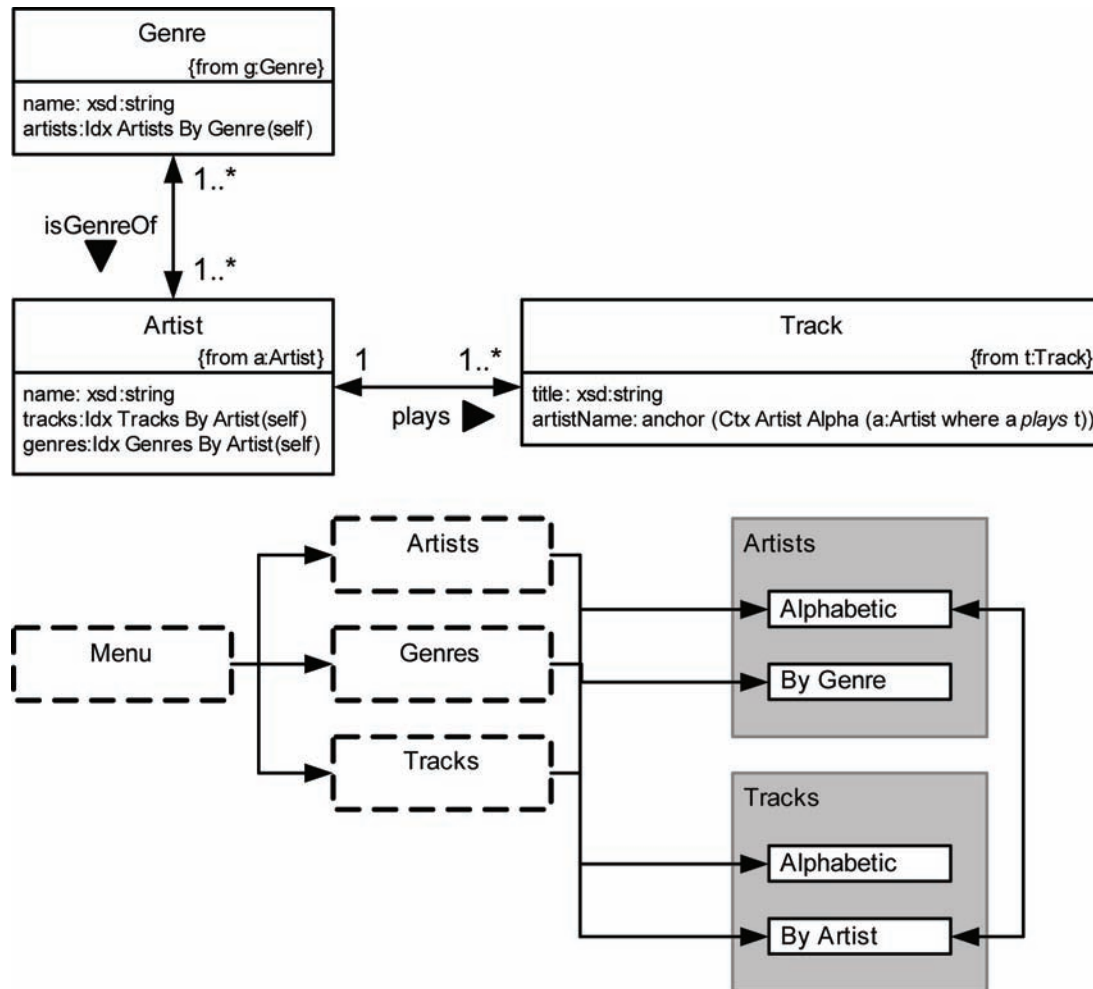 Genre
{from g:Genre}
name: xsd:string
artists:Idx Artists By Genre(self)
1..*
isGenreOf
1..*
Artist
{from a:Artist}
name: xsd:string
tracks:Idx Tracks By Artist(self)
genres:Idx Genres By Artist(self)
1
1..*
plays
Track
{from t:Track}
title: xsd:string
artistName: anchor (Ctx Artist Alpha (a:Artist where a plays t))
Menu
Artists
Genres
Tracks
Artists
Alphabetic
By Genre
Tracks
Alphabetic
By Artist